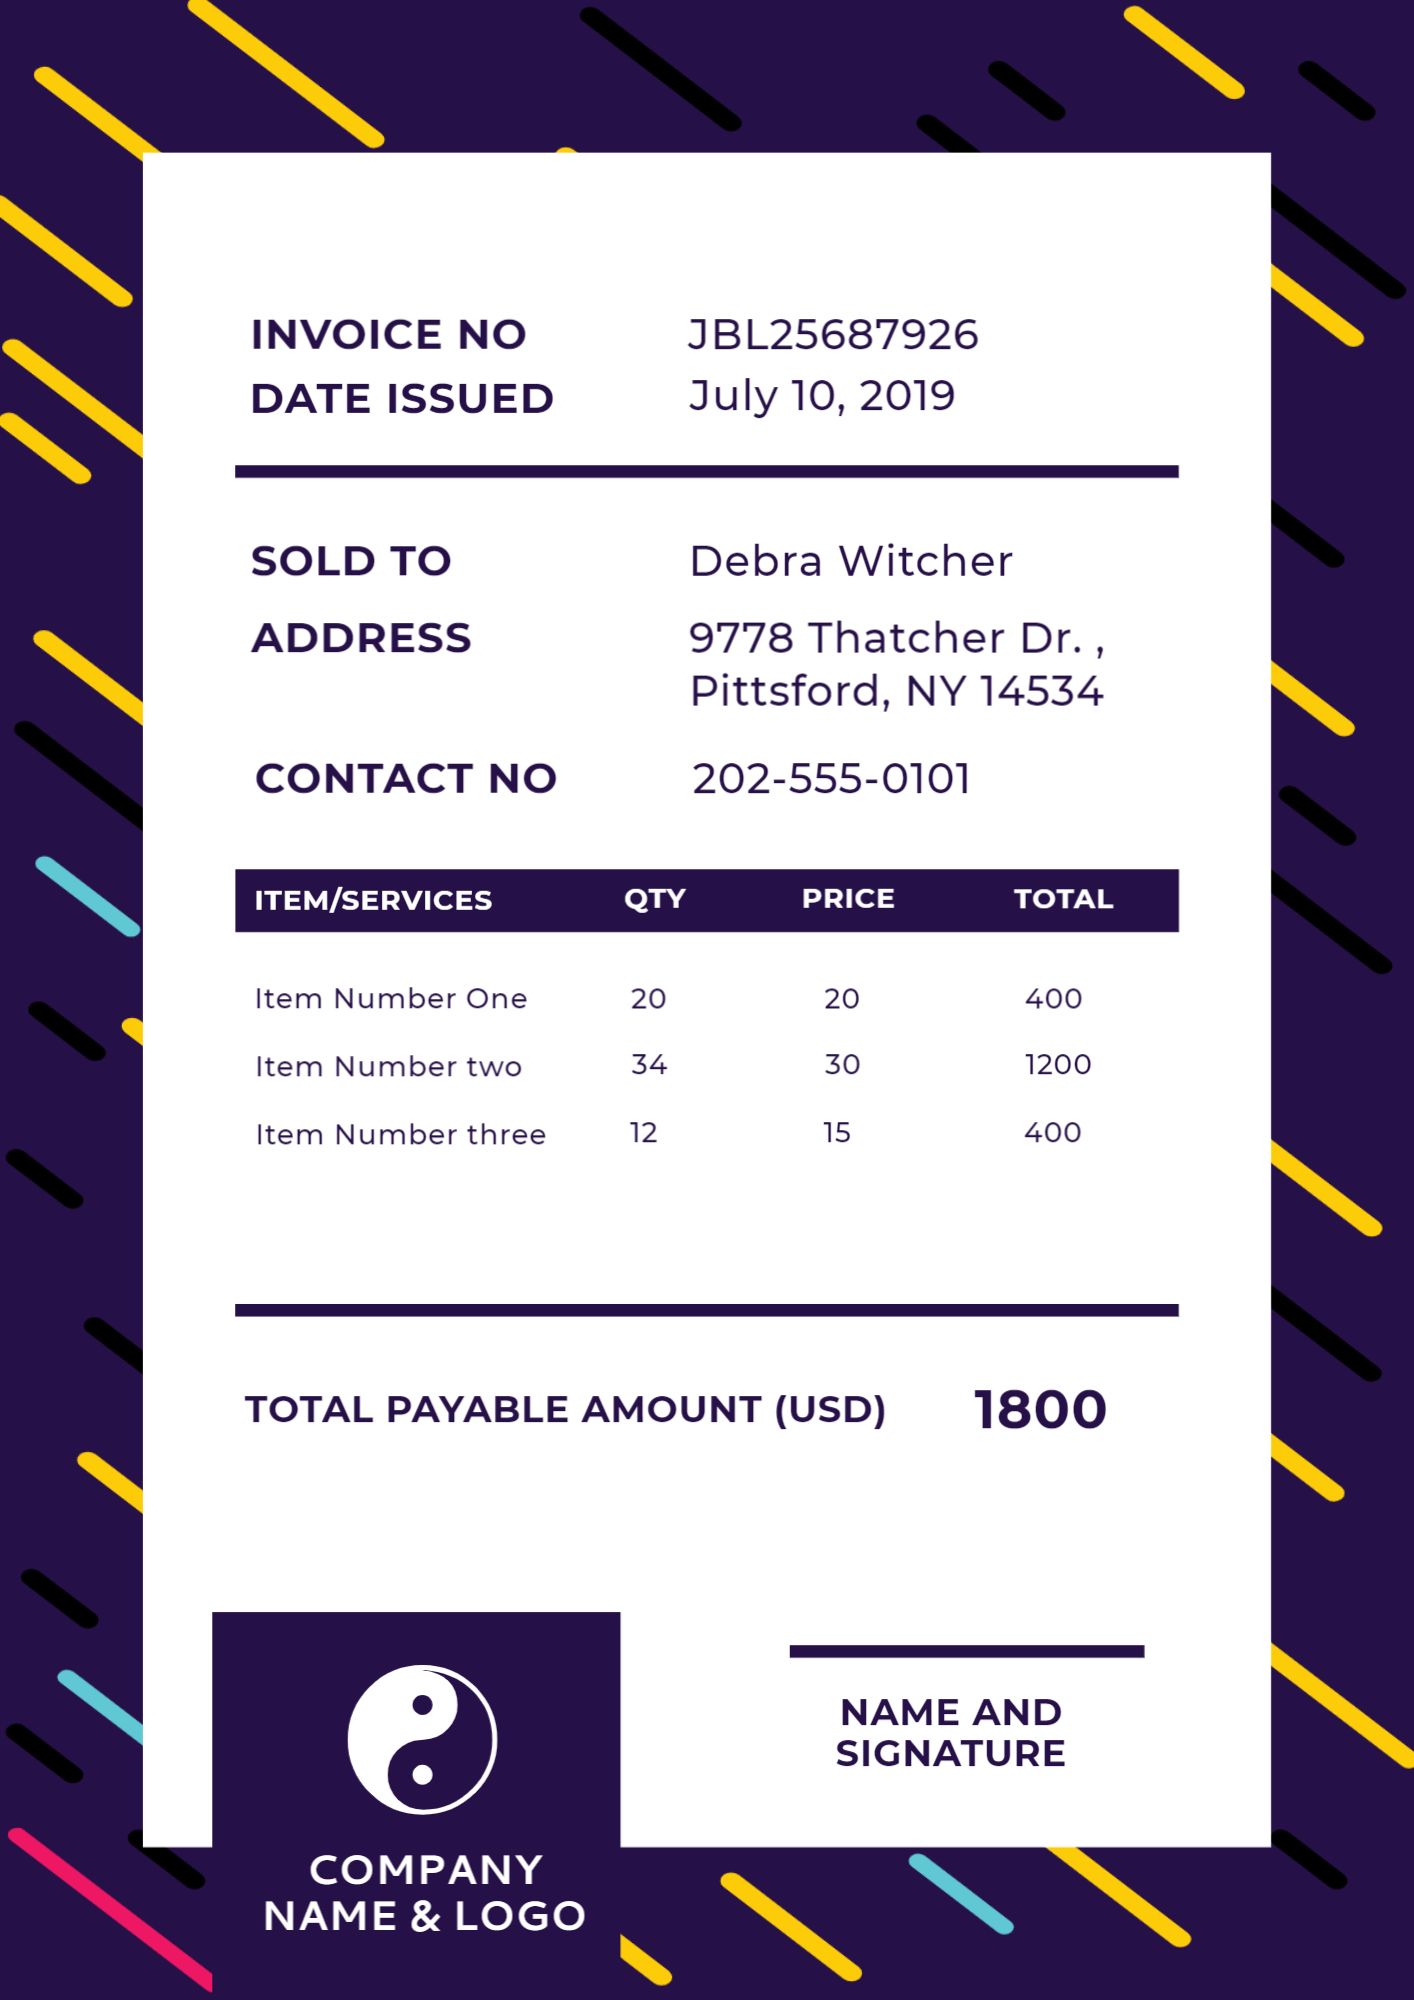 INVOICE NO JBL25687926
DATE ISSUED July 10, 2019
SOLD TO Debra Witcher
ADDRESS 9778 Thatcher Dr. ,
Pittsford, NY 14534
CONTACT NO 202-555-0101
ITEM/SERVICES QTY PRICE TOTAL
Item Number One 20 20 400
Item Number two 34 30 1200
Item Number three 12 15 400
TOTAL PAYABLE AMOUNT (USD) 1800
NAME AND
SIGNATURE
COMPANY
NAME & LOGO